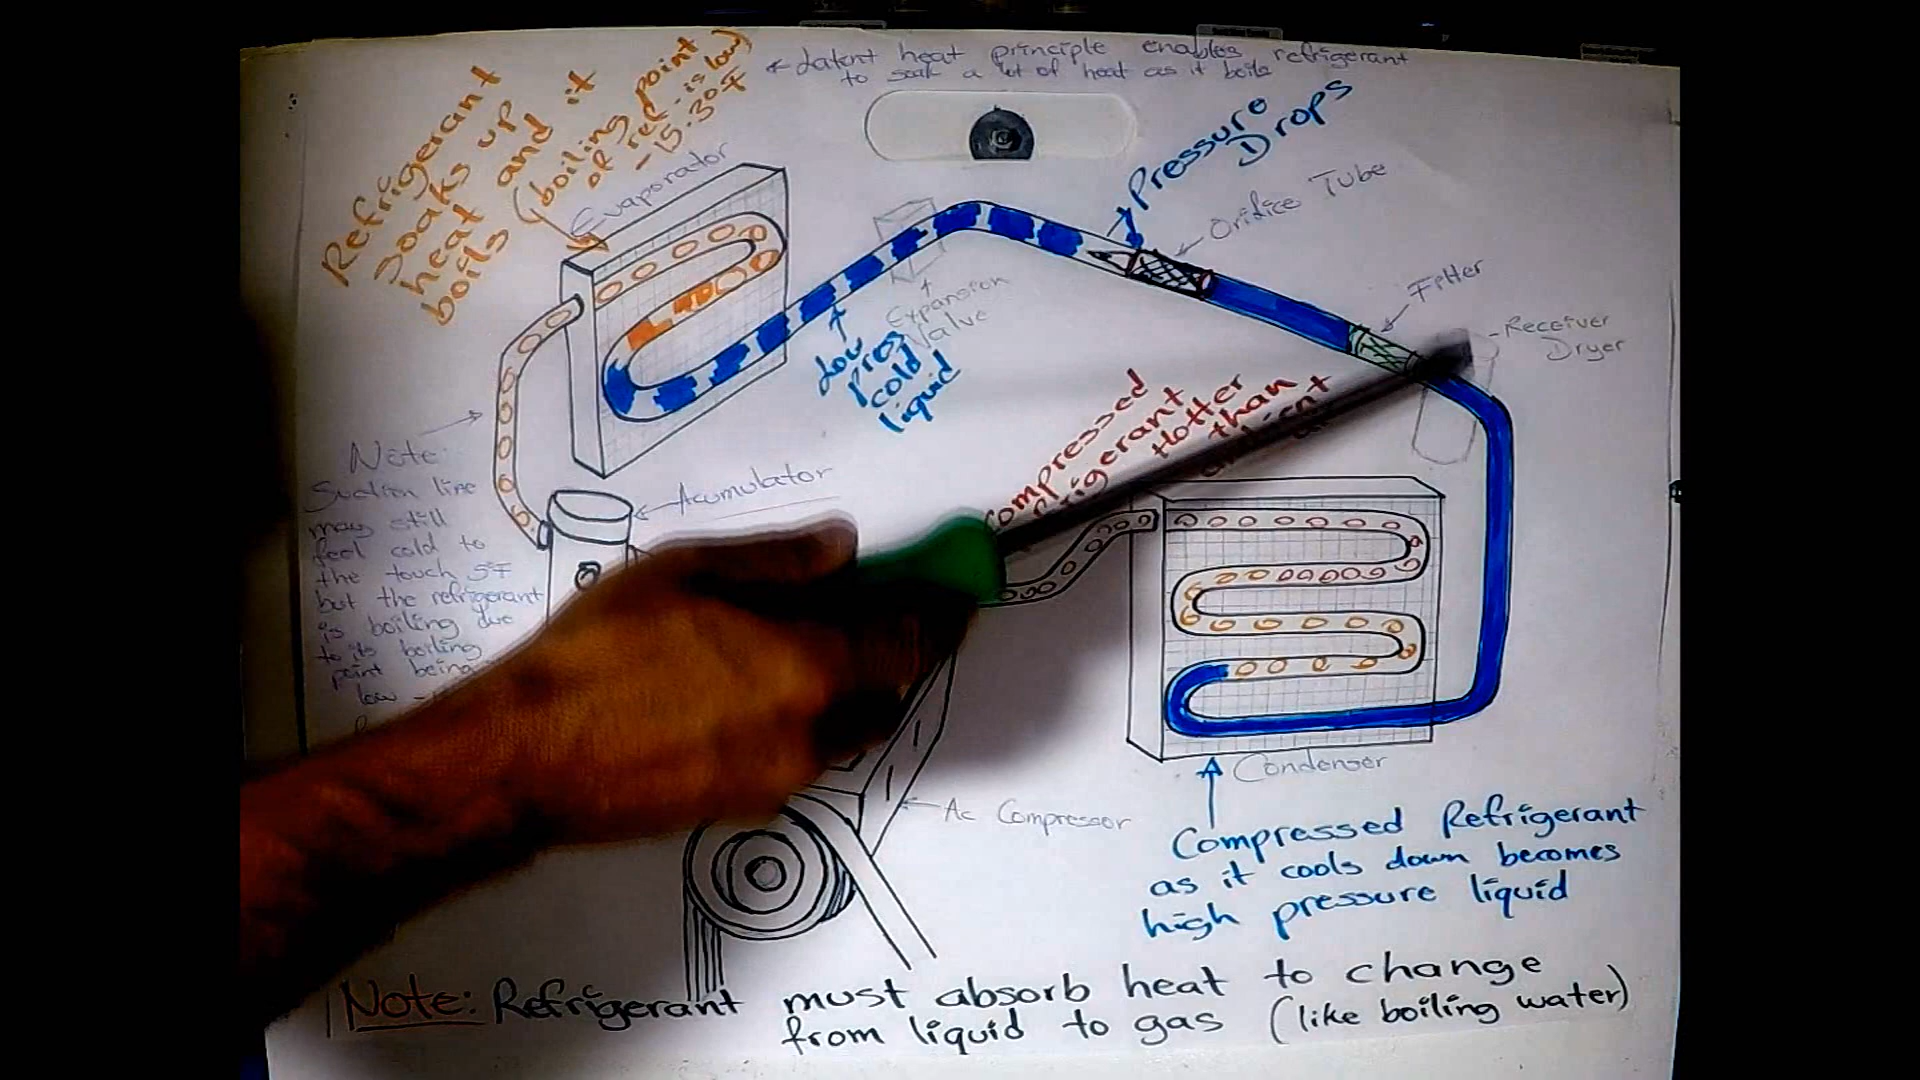 Refrigerant
soaks up
heat and it
boils (boiling point
of ref - is low)
-15.3°F
← Latent heat principle enables refrigerant
to soak a lot of heat as it boils
Evaporator
Pressure
Drops
Orifice Tube
Expansion
Valve
Low
pres
cold
liquid
Filter
Receiver
Dryer
Compressed
Hotter
than
Note:
Suction line
may still
feel cold to
the touch 5°F
but the refrigerant
is boiling due
to its boiling
point being
low
Acumulator
Ac Compressor
Condenser
Compressed Refrigerant
as it cools down becomes
high pressure liquid
Note: Refrigerant must absorb heat to change
from liquid to gas (like boiling water)